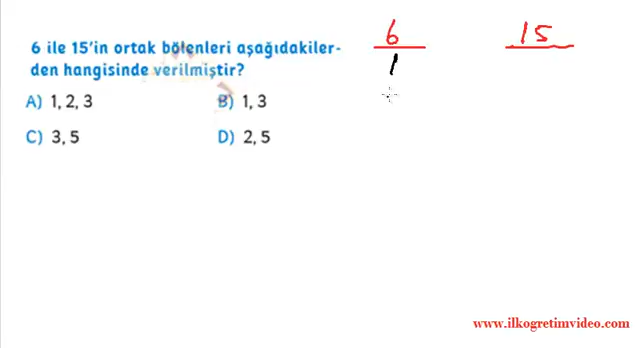 6 ile 15'in ortak bölenleri aşağıdakiler-
den hangisinde verilmiştir?
A) 1, 2, 3
B) 1, 3
C) 3, 5
D) 2, 5
6
15
1
www.ilkogretimvideo.com